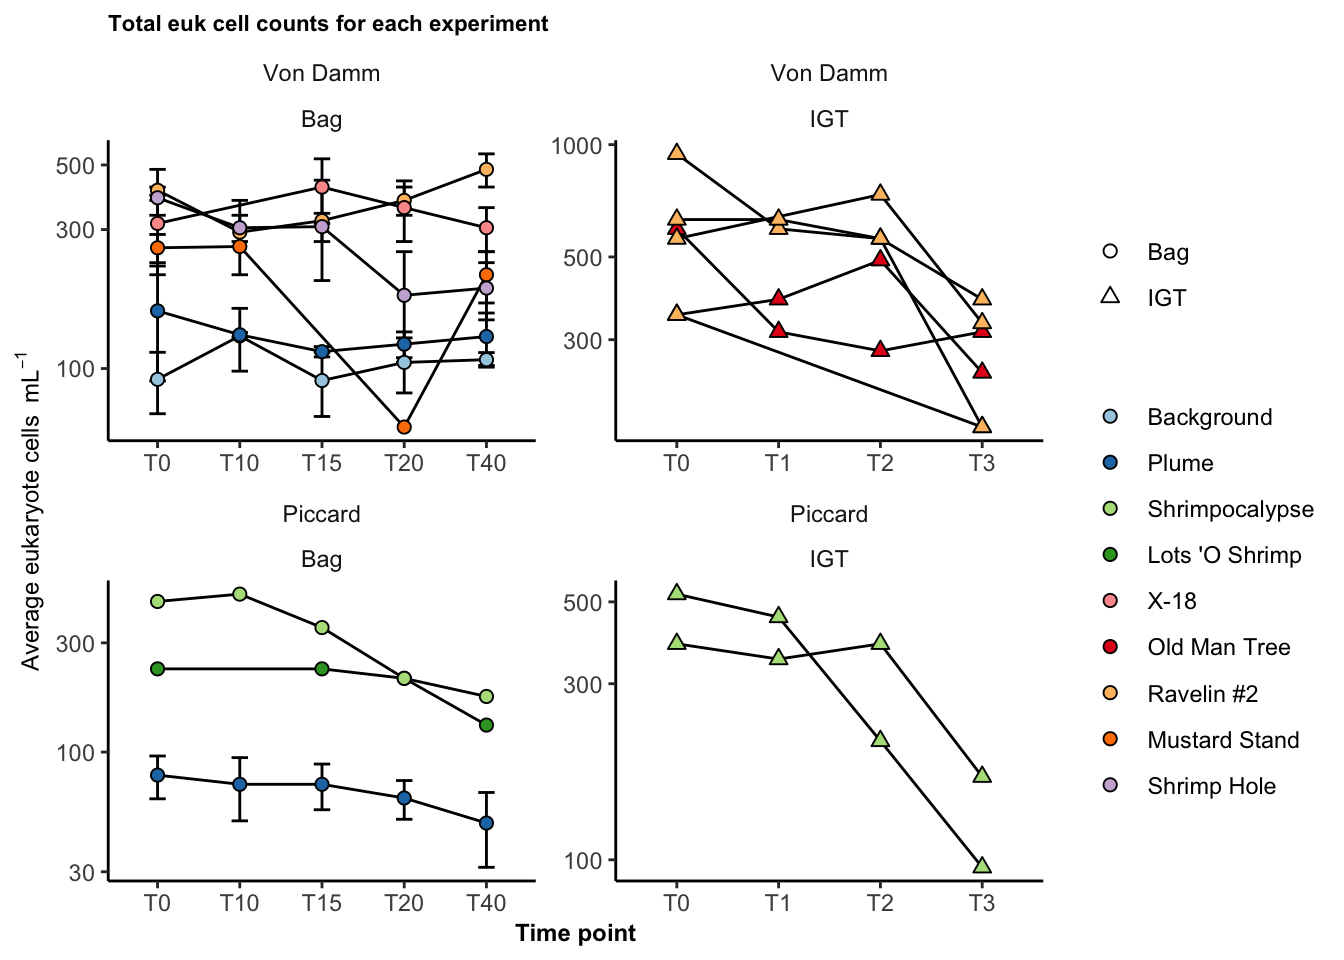 Total euk cell counts for each experiment
Von Damm
Von Damm
Bag
IGT
500
300
100
T0 T10 T15 T20 T40
1000
500
300
T0 T1 T2 T3
Average eukaryote cells mL⁻¹
Piccard
Piccard
Bag
IGT
300
100
30
T0 T10 T15 T20 T40
500
300
100
T0 T1 T2 T3
Time point
Bag
IGT
Background
Plume
Shrimpocalypse
Lots 'O Shrimp
X-18
Old Man Tree
Ravelin #2
Mustard Stand
Shrimp Hole